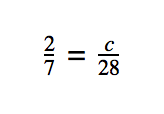 2/7 = c/28